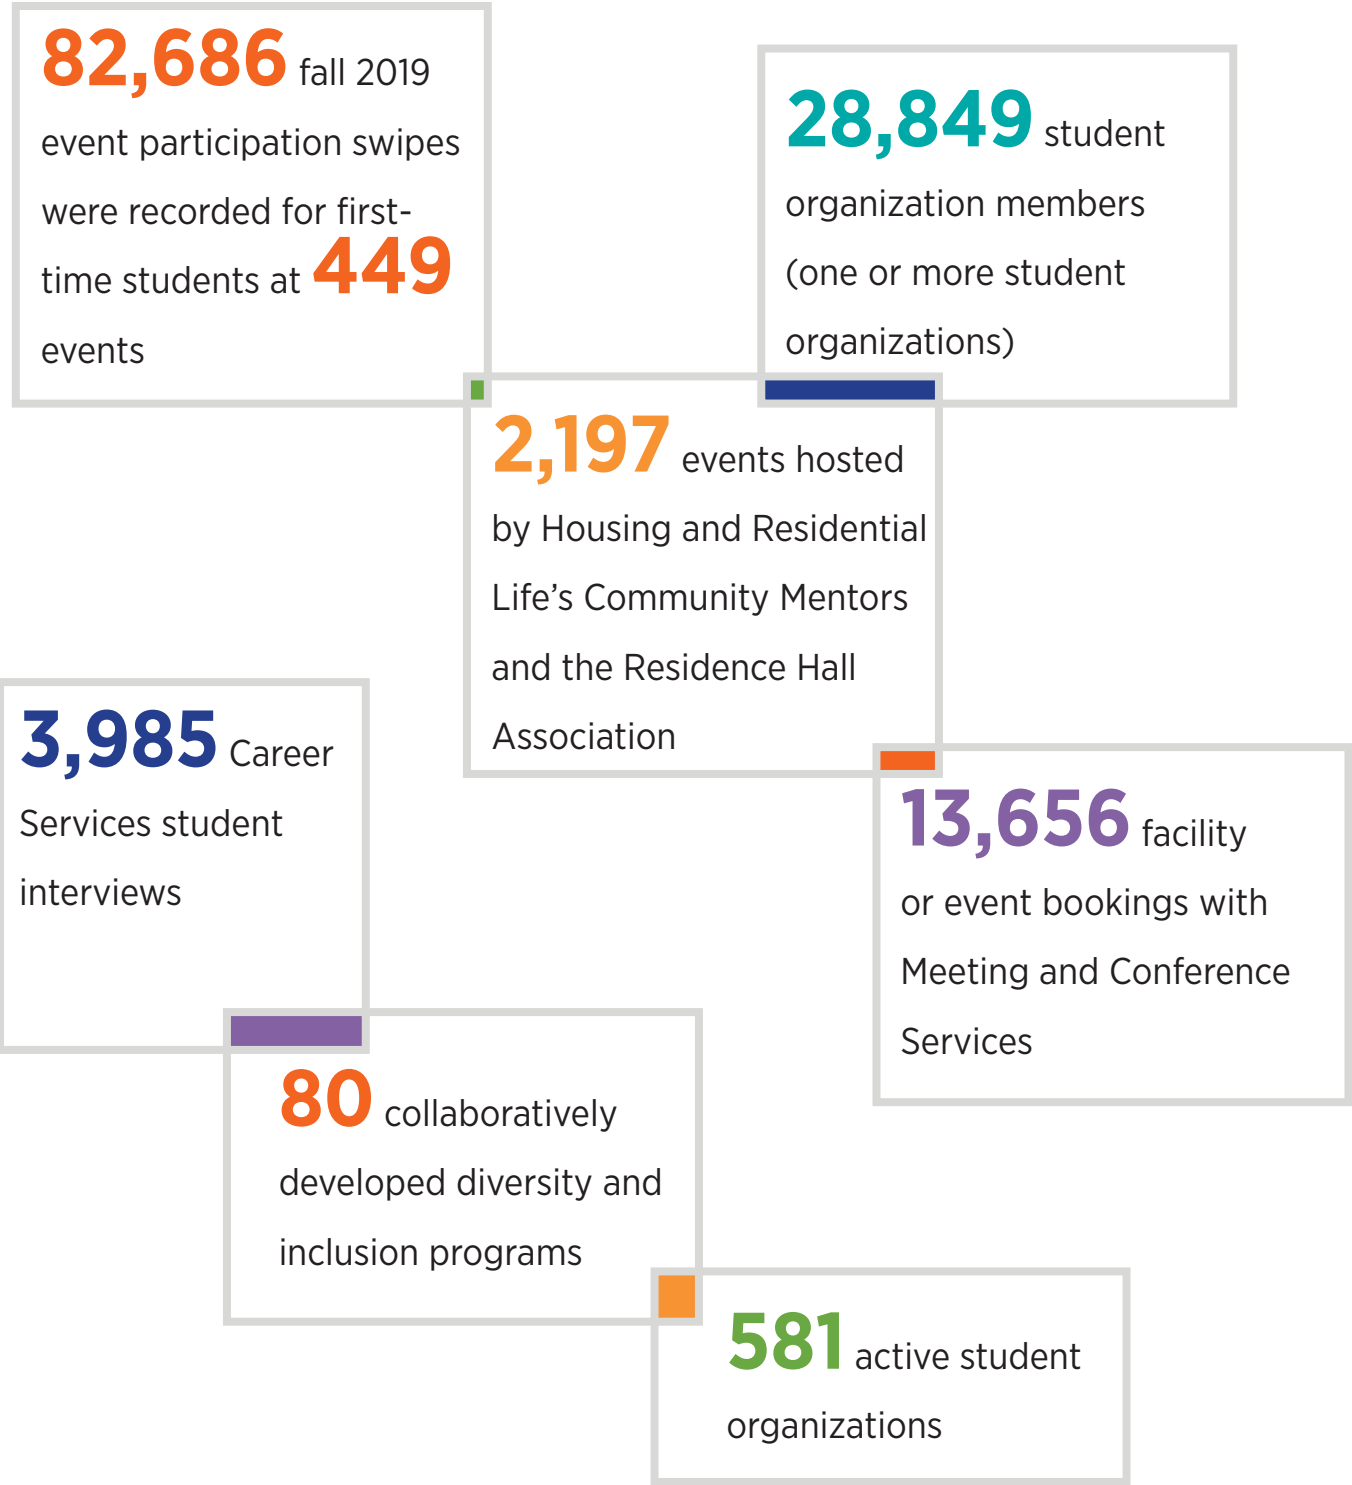 82,686 fall 2019
event participation swipes
were recorded for first-
time students at 449
events
28,849 student
organization members
(one or more student
organizations)
2,197 events hosted
by Housing and Residential
Life’s Community Mentors
and the Residence Hall
Association
3,985 Career
Services student
interviews
13,656 facility
or event bookings with
Meeting and Conference
Services
80 collaboratively
developed diversity and
inclusion programs
581 active student
organizations